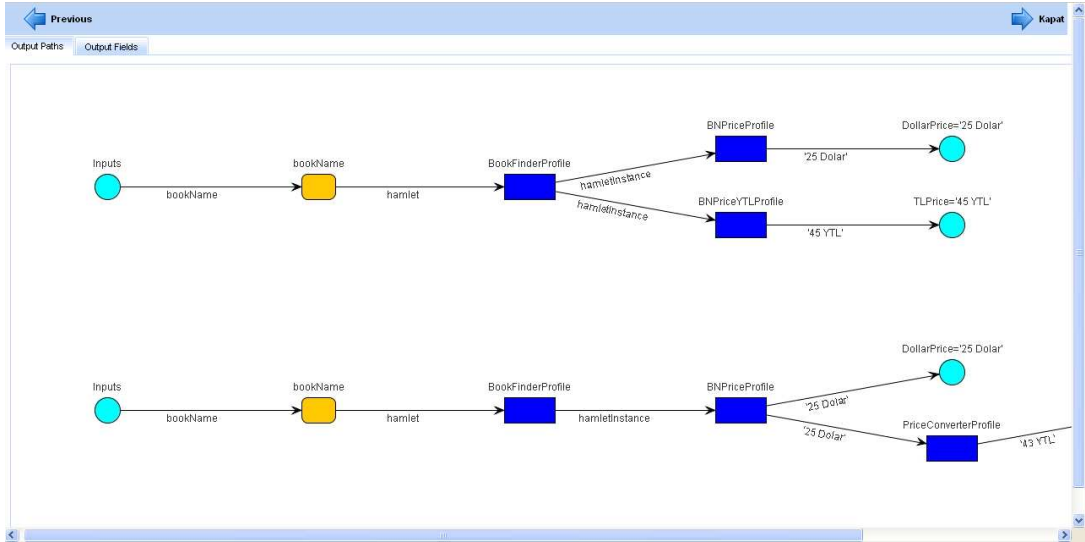 Previous
Kapat
Output Paths
Output Fields
BNPriceProfile
DollarPrice='25 Dolar'
Inputs
bookName
BookFinderProfile
hamletInstance
'25 Dolar'
bookName
hamlet
hamletInstance
BNPriceYTLProfile
TLPrice='45 YTL'
'45 YTL'
DollarPrice='25 Dolar'
Inputs
bookName
BookFinderProfile
BNPriceProfile
'25 Dolar'
bookName
hamlet
hamletInstance
'25 Dolar'
PriceConverterProfile
'43 YTL'